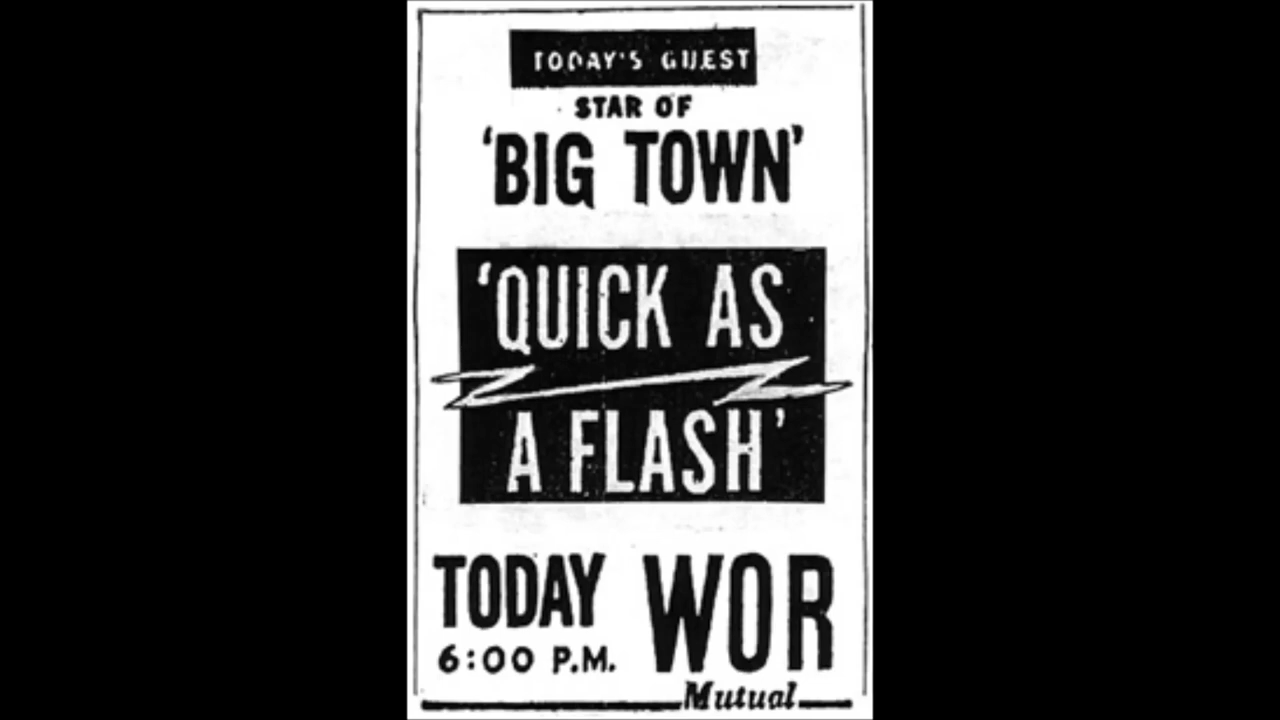 TODAY'S GUEST
STAR OF
'BIG TOWN'
'QUICK AS
A FLASH'
TODAY WOR
6:00 P.M.
Mutual